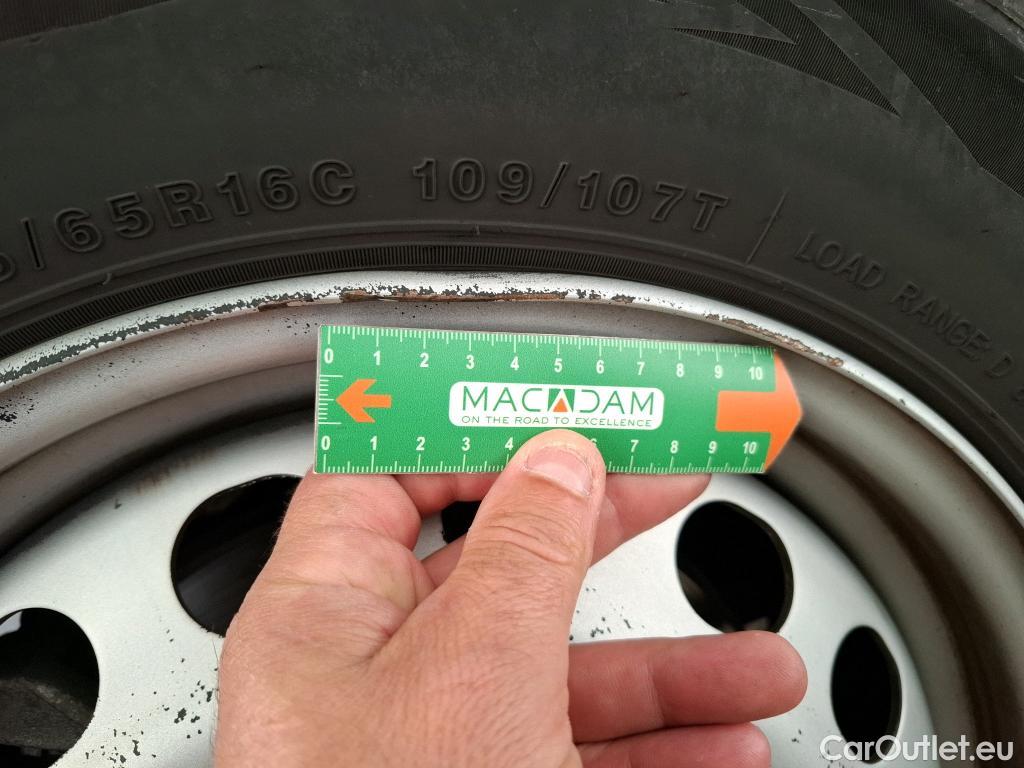 /65R16C 109/107T
LOAD RANGE D
0 1 2 3 4 5 6 7 8 9 10
MACADAM
ON THE ROAD TO EXCELLENCE
0 1 2 3 4 6 7 8 9 10
CarOutlet.eu